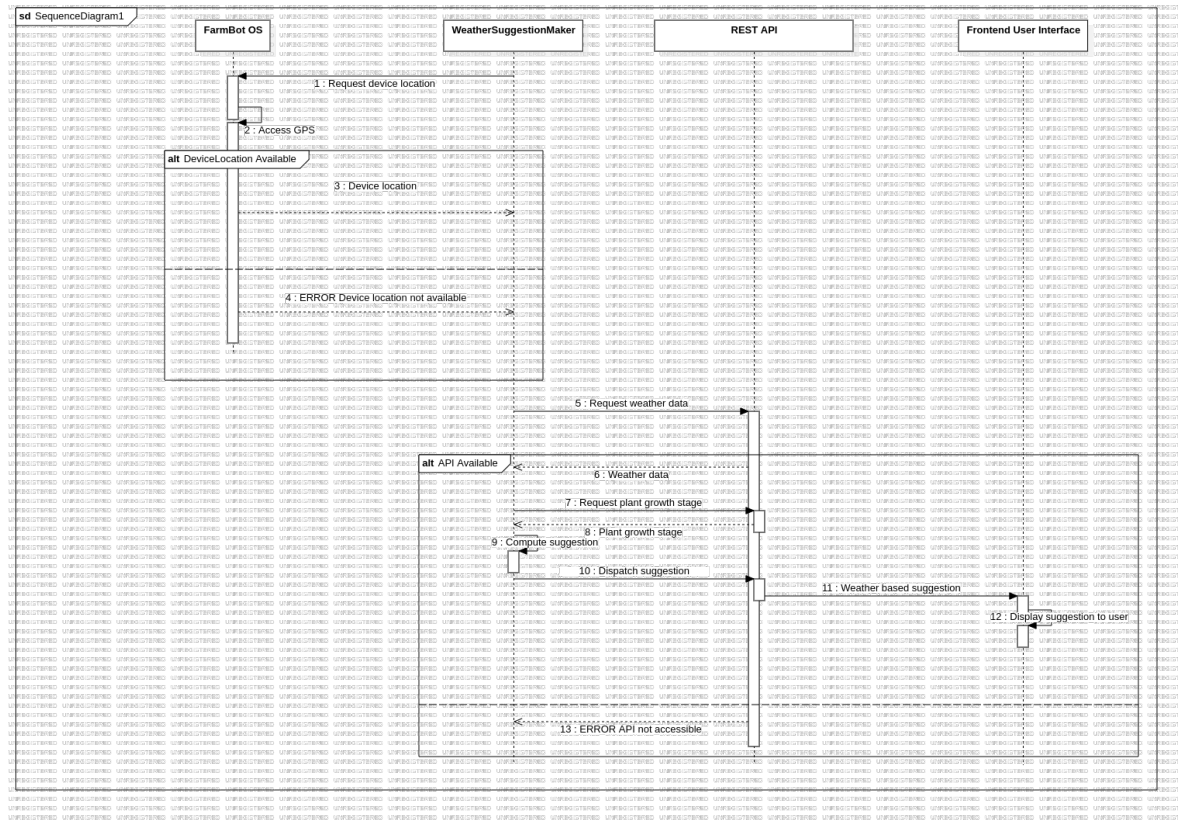 sd SequenceDiagram1
FarmBot OS
WeatherSuggestionMaker
REST API
Frontend User Interface
1 : Request device location
2 : Access GPS
alt DeviceLocation Available
3 : Device location
4 : ERROR Device location not available
5 : Request weather data
alt API Available
6 : Weather data
7 : Request plant growth stage
8 : Plant growth stage
9 : Compute suggestion
10 : Dispatch suggestion
11 : Weather based suggestion
12 : Display suggestion to user
13 : ERROR API not accessible